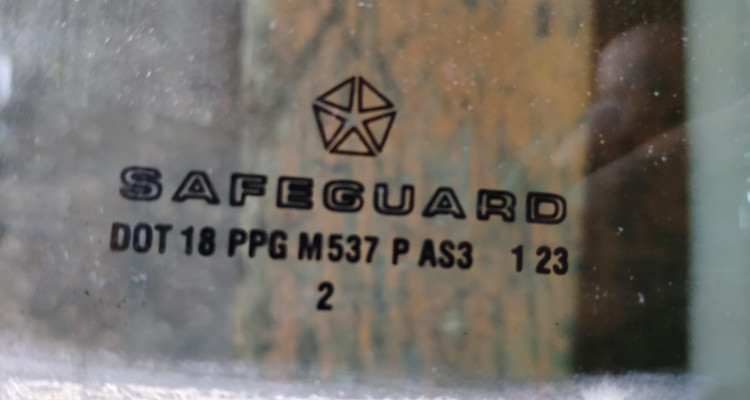 SAFEGUARD
DOT 18 PPG M537 P AS3 1 23
2